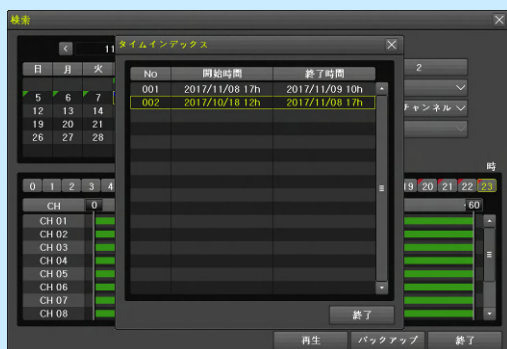 検索
< 11
タイムインデックス
日 月 火
5 6 7
12 13 14
19 20 21
26 27 28
2
チャンネル
No 開始時間 終了時間
001 2017/11/08 17h 2017/11/09 10h
002 2017/10/18 12h 2017/11/08 17h
終了
時
0 1 2 3 4 19 20 21 22 23
CH 0 60
CH 01
CH 02
CH 03
CH 04
CH 05
CH 06
CH 07
CH 08
再生 バックアップ 終了